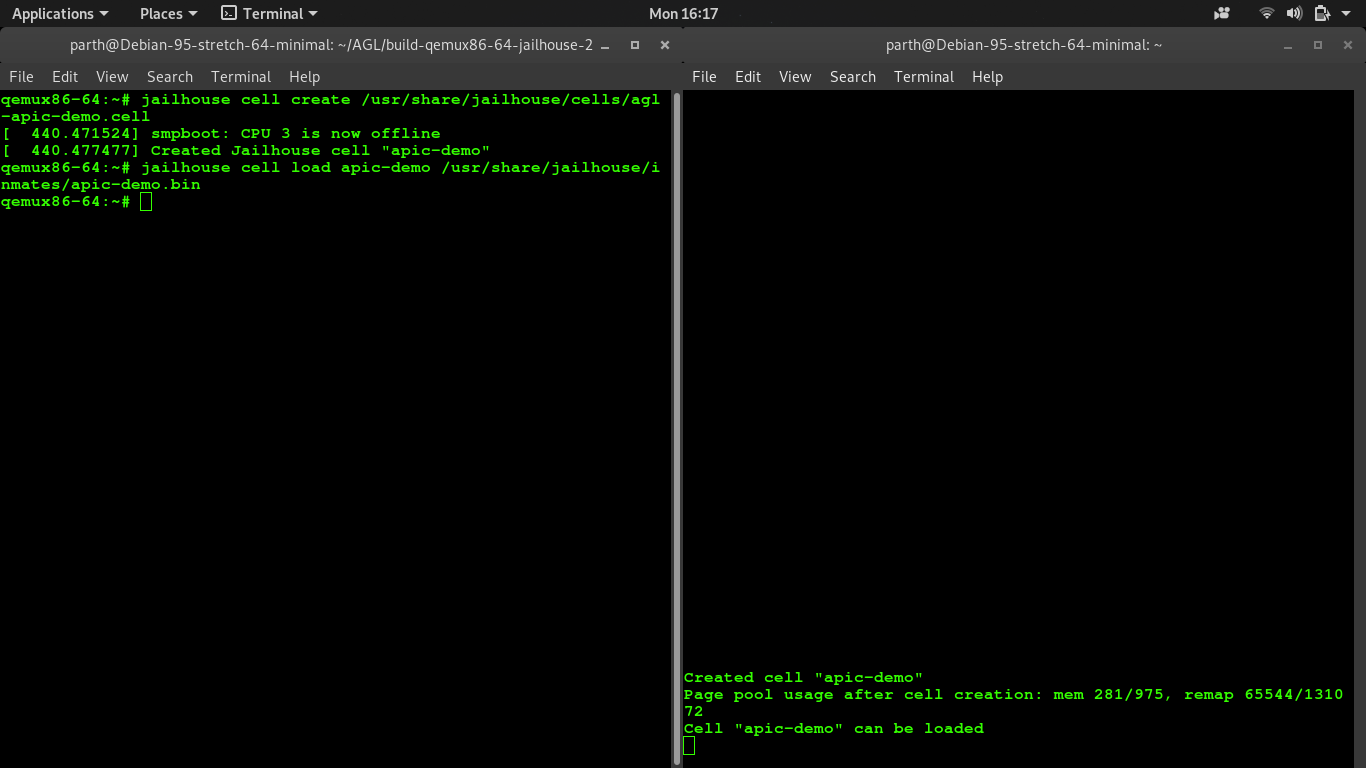 Applications Places Terminal Mon 16:17
parth@Debian-95-stretch-64-minimal: ~/AGL/build-qemux86-64-jailhouse-2
File Edit View Search Terminal Help
qemux86-64:~# jailhouse cell create /usr/share/jailhouse/cells/agl
-apic-demo.cell
[  440.471524] smpboot: CPU 3 is now offline
[  440.477477] Created Jailhouse cell "apic-demo"
qemux86-64:~# jailhouse cell load apic-demo /usr/share/jailhouse/i
nmates/apic-demo.bin
qemux86-64:~#
parth@Debian-95-stretch-64-minimal: ~
File Edit View Search Terminal Help
Created cell "apic-demo"
Page pool usage after cell creation: mem 281/975, remap 65544/1310
72
Cell "apic-demo" can be loaded